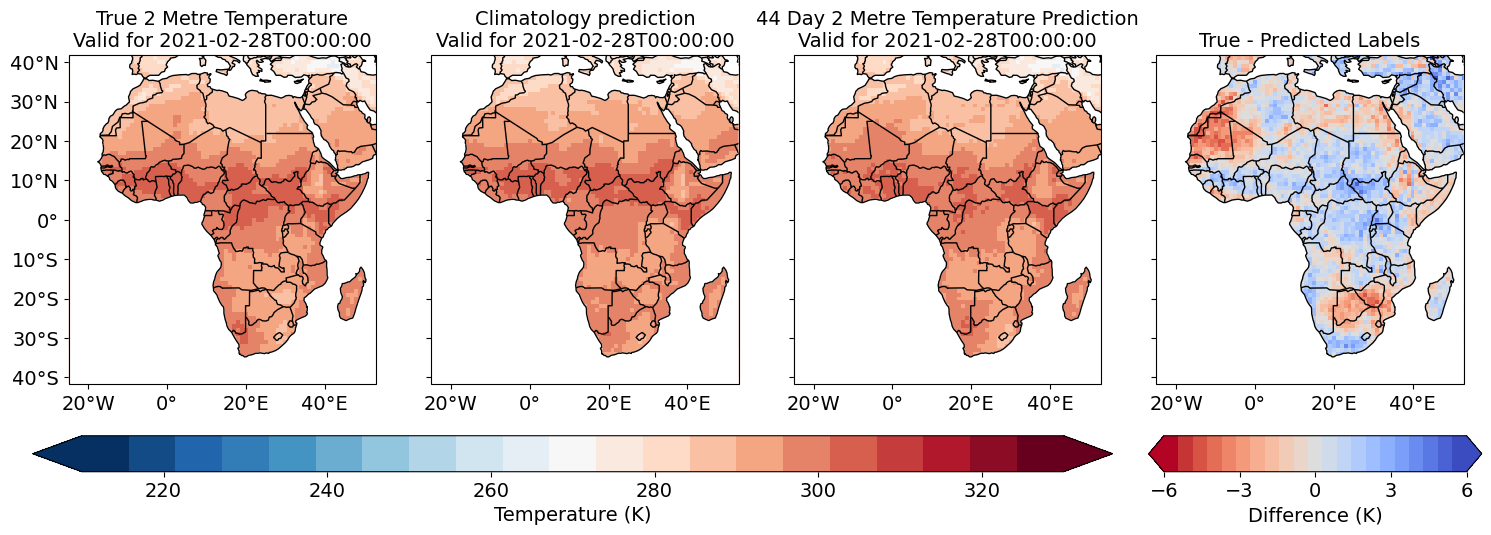 True 2 Metre Temperature
Valid for 2021-02-28T00:00:00
Climatology prediction
Valid for 2021-02-28T00:00:00
44 Day 2 Metre Temperature Prediction
Valid for 2021-02-28T00:00:00
True - Predicted Labels
40°N
30°N
20°N
10°N
0°
10°S
20°S
30°S
40°S
20°W 0° 20°E 40°E
20°W 0° 20°E 40°E
20°W 0° 20°E 40°E
20°W 0° 20°E 40°E
220 240 260 280 300 320
Temperature (K)
−6 −3 0 3 6
Difference (K)